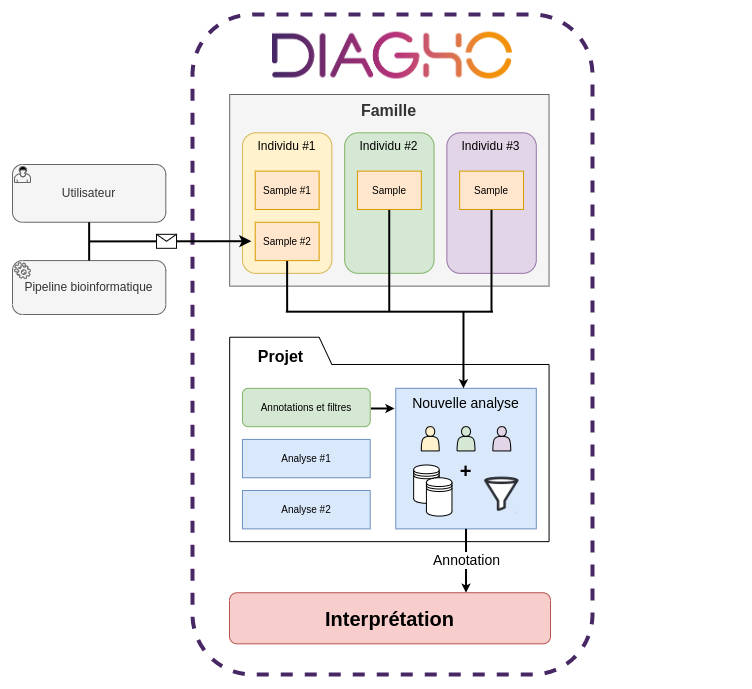 DIAGHO
Famille
Individu #1
Individu #2
Individu #3
Sample #1
Sample
Sample
Sample #2
Utilisateur
Pipeline bioinformatique
Projet
Annotations et filtres
Analyse #1
Analyse #2
Nouvelle analyse
+
Annotation
Interprétation